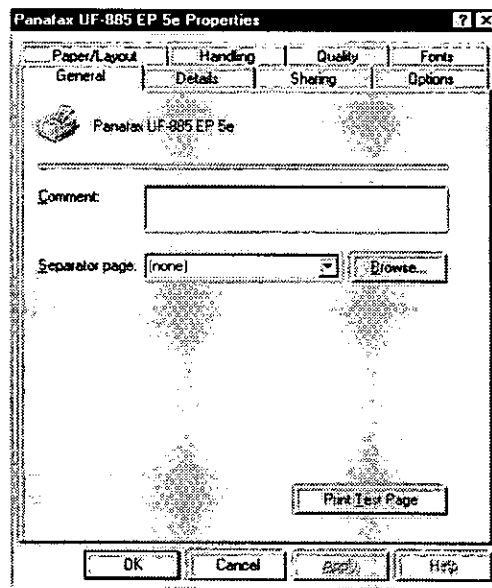 Panafax UF-885 EP 5e Properties
Paper/Layout Handling Quality Fonts
General Details Sharing Options
Panafax UF-885 EP 5e
Comment:
Separator page: (none) Browse...
Print Test Page
OK Cancel Apply Help